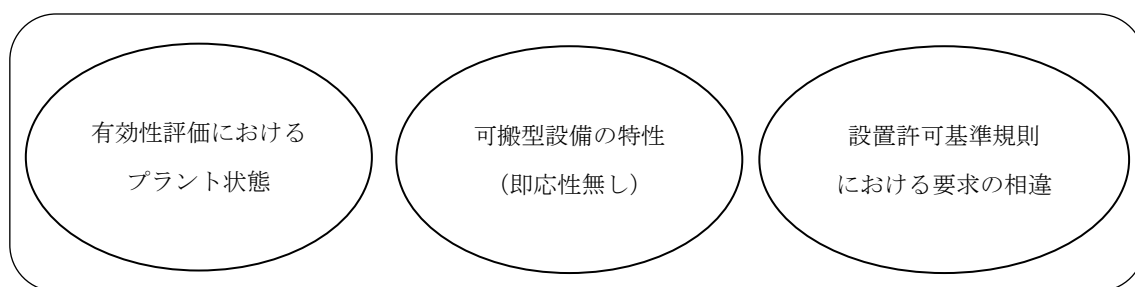 有効性評価における
プラント状態
可搬型設備の特性
（即応性無し）
設置許可基準規則
における要求の相違